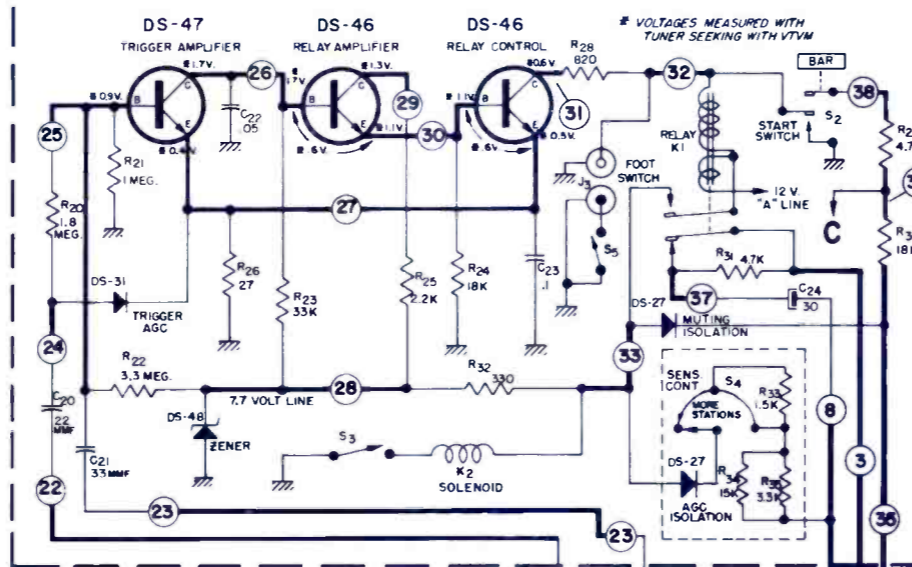 DS-47
TRIGGER AMPLIFIER
DS-46
RELAY AMPLIFIER
DS-46
RELAY CONTROL
# VOLTAGES MEASURED WITH
TUNER SEEKING WITH VTVM
#1.7V.
C
26
#
B
#1.3V.
C
#0.6V.
C
R28
820
32
BAR
38
#0.9V.
B
E
C22
.05
29
#1.1V.
B
31
25
#.6V.
E
#1.1V.
30
#.6V.
E
#0.5V.
RELAY
K1
START
SWITCH
S2
R21
1 MEG.
FOOT
SWITCH
J3
12 V.
"A" LINE
C
R20
1.8
MEG.
27
S5
R26
27
R23
33K
R25
2.2K
R24
18K
C23
.1
R31 4.7K
DS-31
TRIGGER
AGC
37
C24
30
DS-27
MUTING
ISOLATION
24
R22
3.3 MEG.
28
7.7 VOLT LINE
R32
330
33
SENS.
CONT
S4
MORE
STATIONS
R33
1.5K
C20
22
MMF
DS-48
ZENER
S3
K2
SOLENOID
8
3
C21
33MMF
DS-27
AGC
ISOLATION
R34
15K
R35
3.3K
22
23
23
36